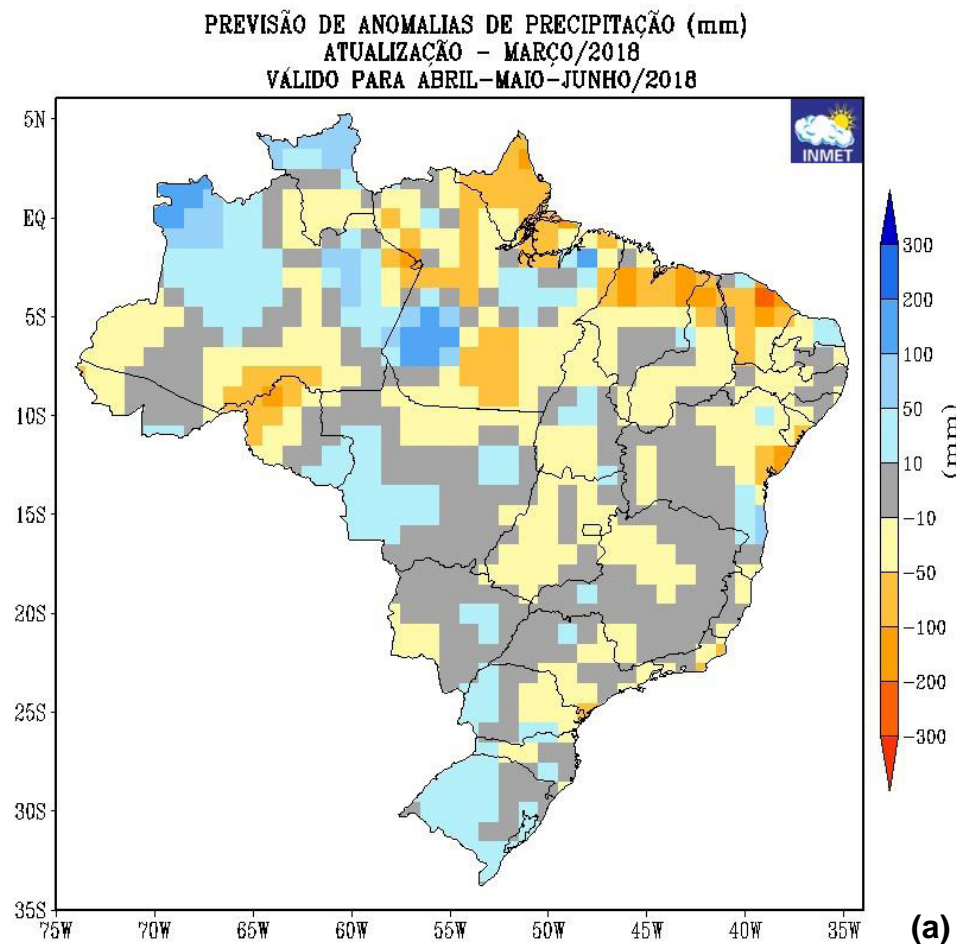 PREVISÃO DE ANOMALIAS DE PRECIPITAÇÃO (mm)
ATUALIZAÇÃO - MARÇO/2018
VÁLIDO PARA ABRIL-MAIO-JUNHO/2018
INMET
5N
EQ
5S
10S
15S
20S
25S
30S
35S
75W 70W 65W 60W 55W 50W 45W 40W 35W
300
200
100
50
10
-10
-50
-100
-200
-300
(mm)
(a)